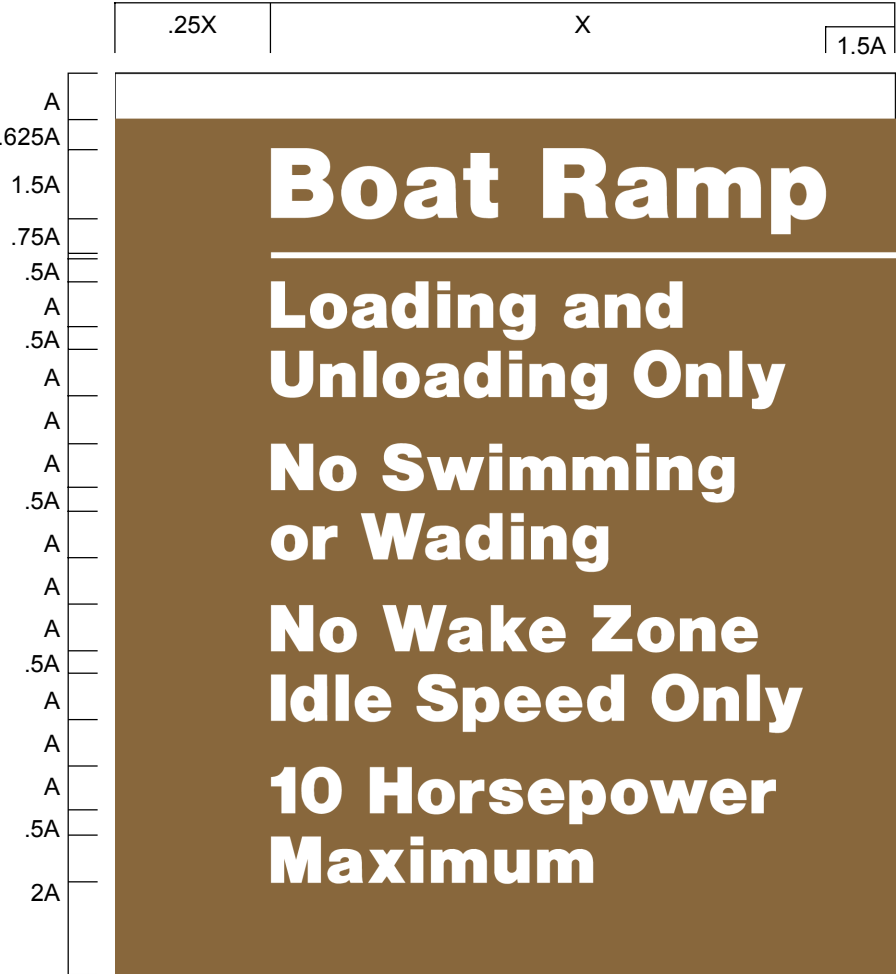 .25X X
1.5A
A
.625A
1.5A
.75A
.5A
A
.5A
A
A
A
.5A
A
A
A
.5A
A
A
A
.5A
2A
Boat Ramp
Loading and
Unloading Only
No Swimming
or Wading
No Wake Zone
Idle Speed Only
10 Horsepower
Maximum